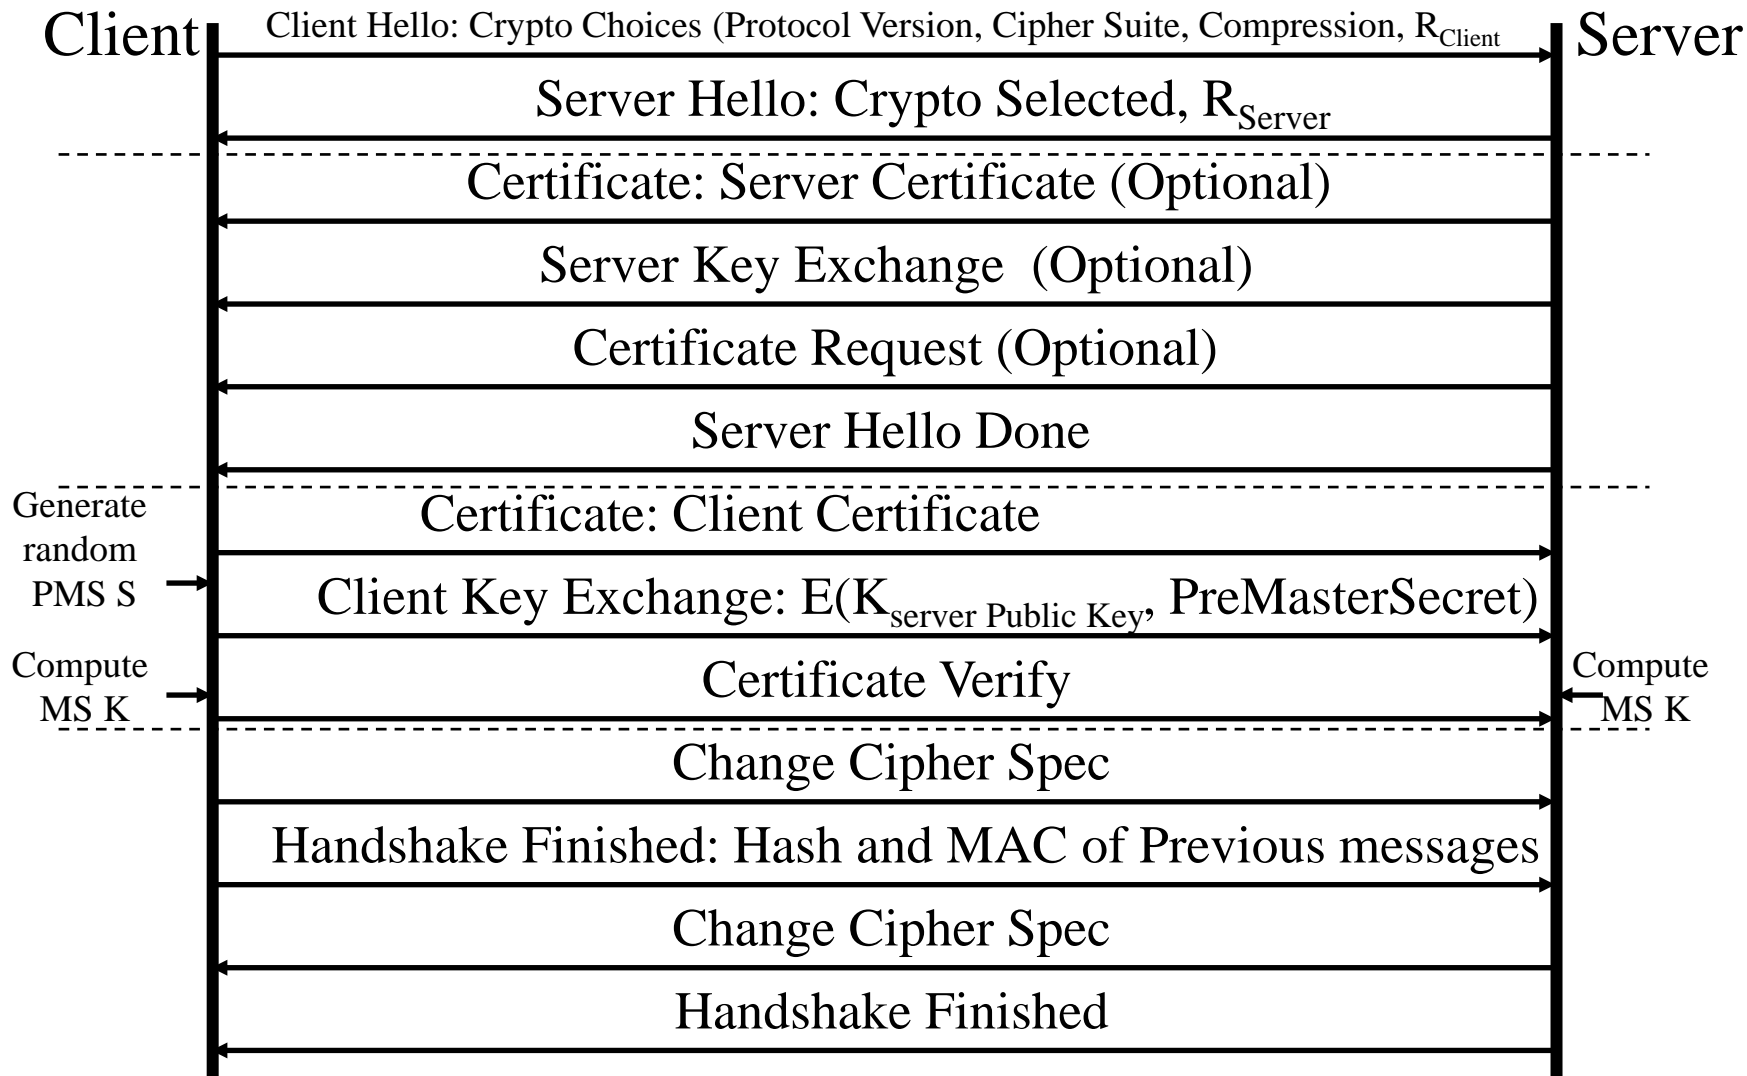 Client
Client Hello: Crypto Choices (Protocol Version, Cipher Suite, Compression, R_Client
Server
Server Hello: Crypto Selected, R_Server
Certificate: Server Certificate (Optional)
Server Key Exchange (Optional)
Certificate Request (Optional)
Server Hello Done
Generate
random
PMS S
Certificate: Client Certificate
Client Key Exchange: E(K_server Public Key, PreMasterSecret)
Compute
MS K
Certificate Verify
Compute
MS K
Change Cipher Spec
Handshake Finished: Hash and MAC of Previous messages
Change Cipher Spec
Handshake Finished